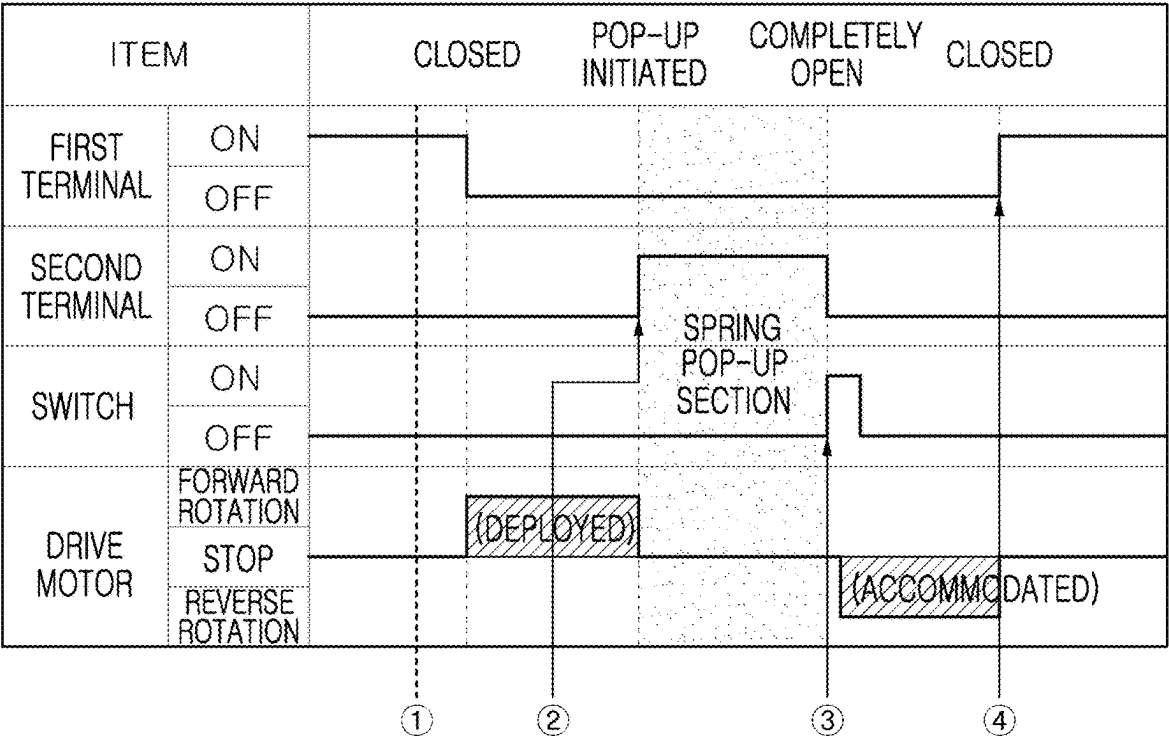 ITEM
CLOSED
POP-UP
INITIATED
COMPLETELY
OPEN
CLOSED
FIRST
TERMINAL
ON
OFF
SECOND
TERMINAL
ON
OFF
SPRING
POP-UP
SECTION
SWITCH
ON
OFF
DRIVE
MOTOR
FORWARD
ROTATION
STOP
REVERSE
ROTATION
(DEPLOYED)
(ACCOMMODATED)
① ② ③ ④